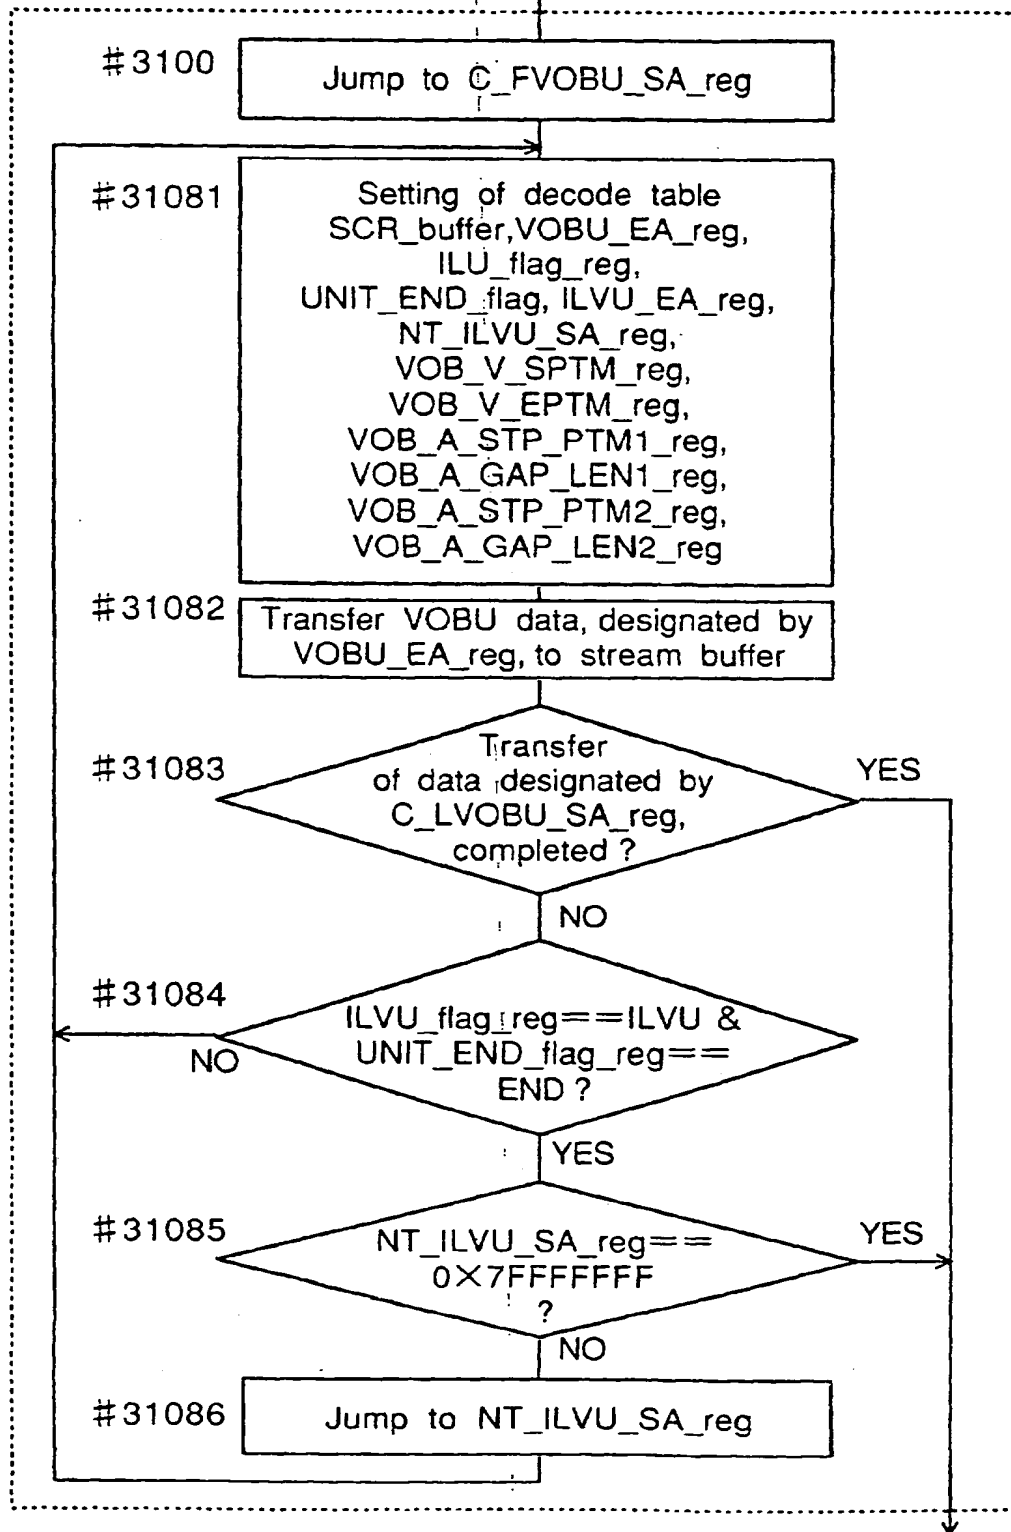 #3100
Jump to C_FVOBU_SA_reg
#31081
Setting of decode table
SCR_buffer,VOBU_EA_reg,
ILU_flag_reg,
UNIT_END_flag, ILVU_EA_reg,
NT_ILVU_SA_reg,
VOB_V_SPTM_reg,
VOB_V_EPTM_reg,
VOB_A_STP_PTM1_reg,
VOB_A_GAP_LEN1_reg,
VOB_A_STP_PTM2_reg,
VOB_A_GAP_LEN2_reg
#31082
Transfer VOBU data, designated by
VOBU_EA_reg, to stream buffer
#31083
Transfer
of data designated by
C_LVOBU_SA_reg,
completed ?
YES
NO
#31084
ILVU_flag_reg==ILVU &
UNIT_END_flag_reg==
END ?
NO
YES
#31085
NT_ILVU_SA_reg==
0X7FFFFFFF
?
YES
NO
#31086
Jump to NT_ILVU_SA_reg